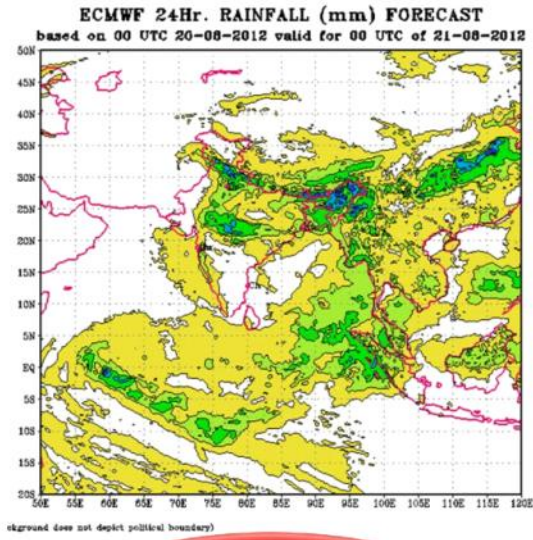 ECMWF 24Hr. RAINFALL (mm) FORECAST
based on 00 UTC 20-08-2012 valid for 00 UTC of 21-08-2012
50N
45N
40N
35N
30N
25N
20N
15N
10N
5N
EQ
5S
10S
15S
20S
50E 55E 60E 65E 70E 75E 80E 85E 90E 95E 100E 105E 110E 115E 120E
ckground does not depict political boundary)